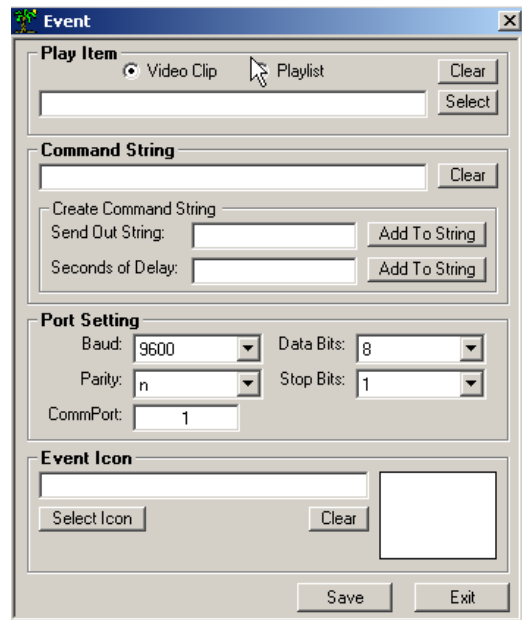 Event
Play Item
Video Clip Playlist Clear
Select
Command String
Clear
Create Command String
Send Out String: Add To String
Seconds of Delay: Add To String
Port Setting
Baud: 9600 Data Bits: 8
Parity: n Stop Bits: 1
CommPort: 1
Event Icon
Select Icon Clear
Save Exit